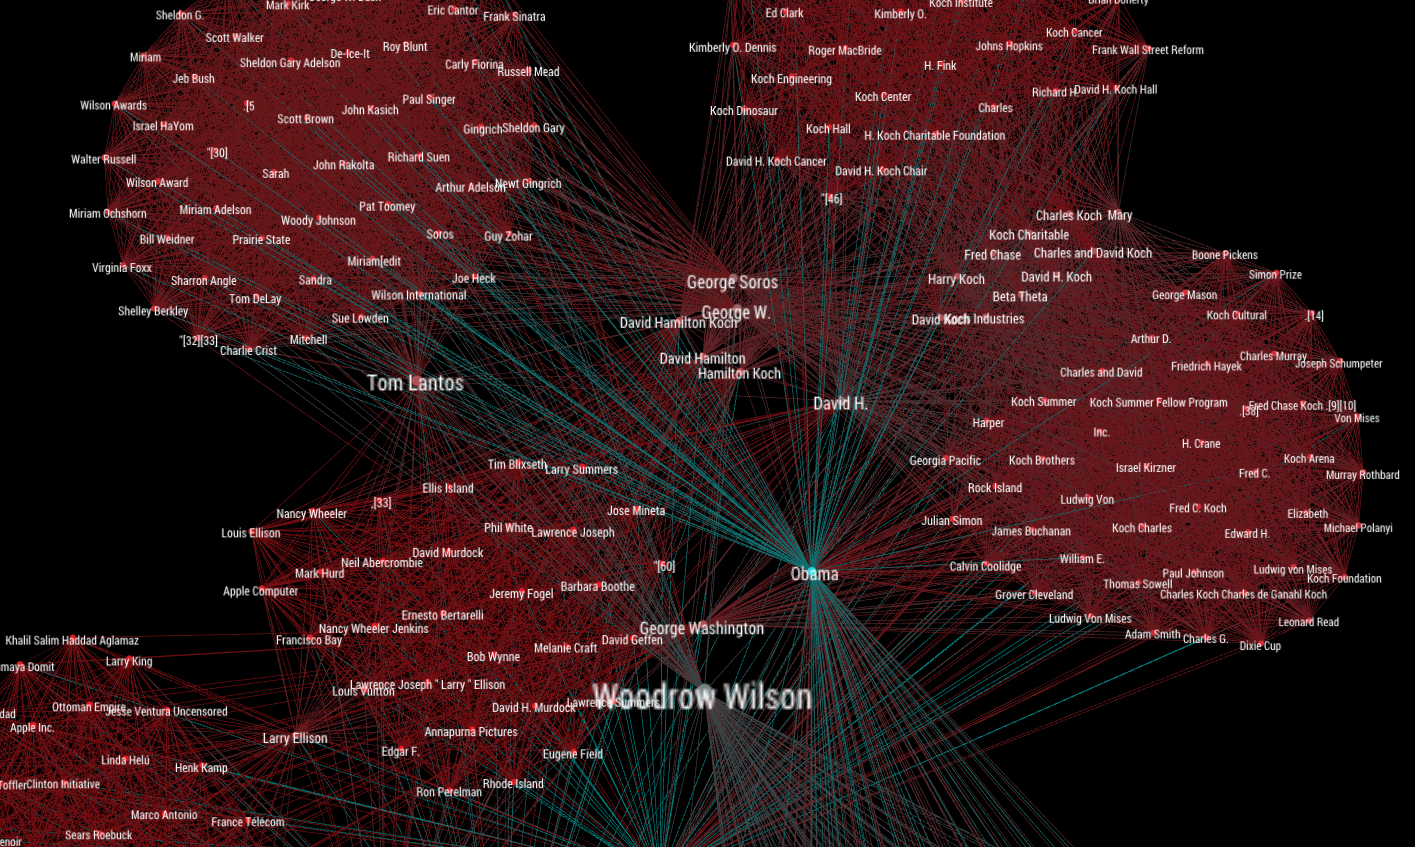 Sheldon G.
Mark Kirk
Eric Cantor
Frank Sinatra
Ed Clark
Kimberly O.
Koch Institute
Scott Walker
De-Ice-It
Roy Blunt
Kimberly O. Dennis
Roger MacBride
Johns Hopkins
Koch Cancer
Frank Wall Street Reform
Miriam
Sheldon Gary Adelson
Carly Fiorina
Russell Mead
H. Fink
Jeb Bush
Koch Engineering
Richard H.
David H. Koch Hall
Wilson Awards
.[5
John Kasich
Paul Singer
Koch Dinosaur
Koch Center
Charles
Israel HaYom
Scott Brown
Gingrich
Sheldon Gary
Koch Hall
H. Koch Charitable Foundation
Walter Russell
"[30]
John Rakolta
Richard Suen
David H. Koch Cancer
David H. Koch Chair
Wilson Award
Sarah
Arthur Adelson
Newt Gingrich
"[46]
Miriam Ochshorn
Miriam Adelson
Woody Johnson
Pat Toomey
Charles Koch
Mary
Bill Weidner
Prairie State
Soros
Guy Zohar
Koch Charitable
Fred Chase
Charles and David Koch
Boone Pickens
Virginia Foxx
Sharron Angle
Sandra
Miriam[edit
Joe Heck
George Soros
Harry Koch
David H. Koch
Simon Prize
Shelley Berkley
Tom DeLay
Wilson International
George W.
Beta Theta
George Mason
Sue Lowden
David Hamilton Koch
David Koch
Koch Industries
Koch Cultural
.[14]
"[32][33]
Charlie Crist
Mitchell
David Hamilton
Arthur D.
Charles Murray
Joseph Schumpeter
Tom Lantos
Hamilton Koch
Charles and David
Friedrich Hayek
David H.
Koch Summer
Koch Summer Fellow Program
.[38]
Fred Chase Koch
.[9][10]
Von Mises
Harper
Inc.
H. Crane
Tim Blixseth
Larry Summers
Georgia Pacific
Koch Brothers
Israel Kirzner
Koch Arena
Fred C.
Murray Rothbard
Ellis Island
Rock Island
Ludwig Von
Nancy Wheeler
.[33]
Jose Mineta
Julian Simon
Fred C. Koch
Elizabeth
Louis Ellison
Phil White
Lawrence Joseph
James Buchanan
Koch Charles
Edward H.
Michael Polanyi
Neil Abercrombie
David Murdock
"[60]
Obama
Calvin Coolidge
William E.
Mark Hurd
Paul Johnson
Ludwig von Mises
Koch Foundation
Apple Computer
Jeremy Fogel
Barbara Boothe
Grover Cleveland
Thomas Sowell
Charles Koch
Charles de Ganahl Koch
Ernesto Bertarelli
Ludwig Von Mises
Leonard Read
Nancy Wheeler Jenkins
George Washington
Adam Smith
Charles G.
Dixie Cup
Khalil Salim Haddad Aglamaz
Francisco Bay
David Geffen
Melanie Craft
Bob Wynne
maya Domit
Larry King
Lawrence Joseph " Larry " Ellison
Louis Vuitton
Woodrow Wilson
Lawrence Summers
David H. Murdock
dad
Ottoman Empire
Jesse Ventura Uncensored
Apple Inc.
Annapurna Pictures
Larry Ellison
Edgar F.
Eugene Field
Linda Helú
Henk Kamp
Toffler
Clinton Initiative
Ron Perelman
Rhode Island
Marco Antonio
France Télécom
Sears Roebuck
enoir